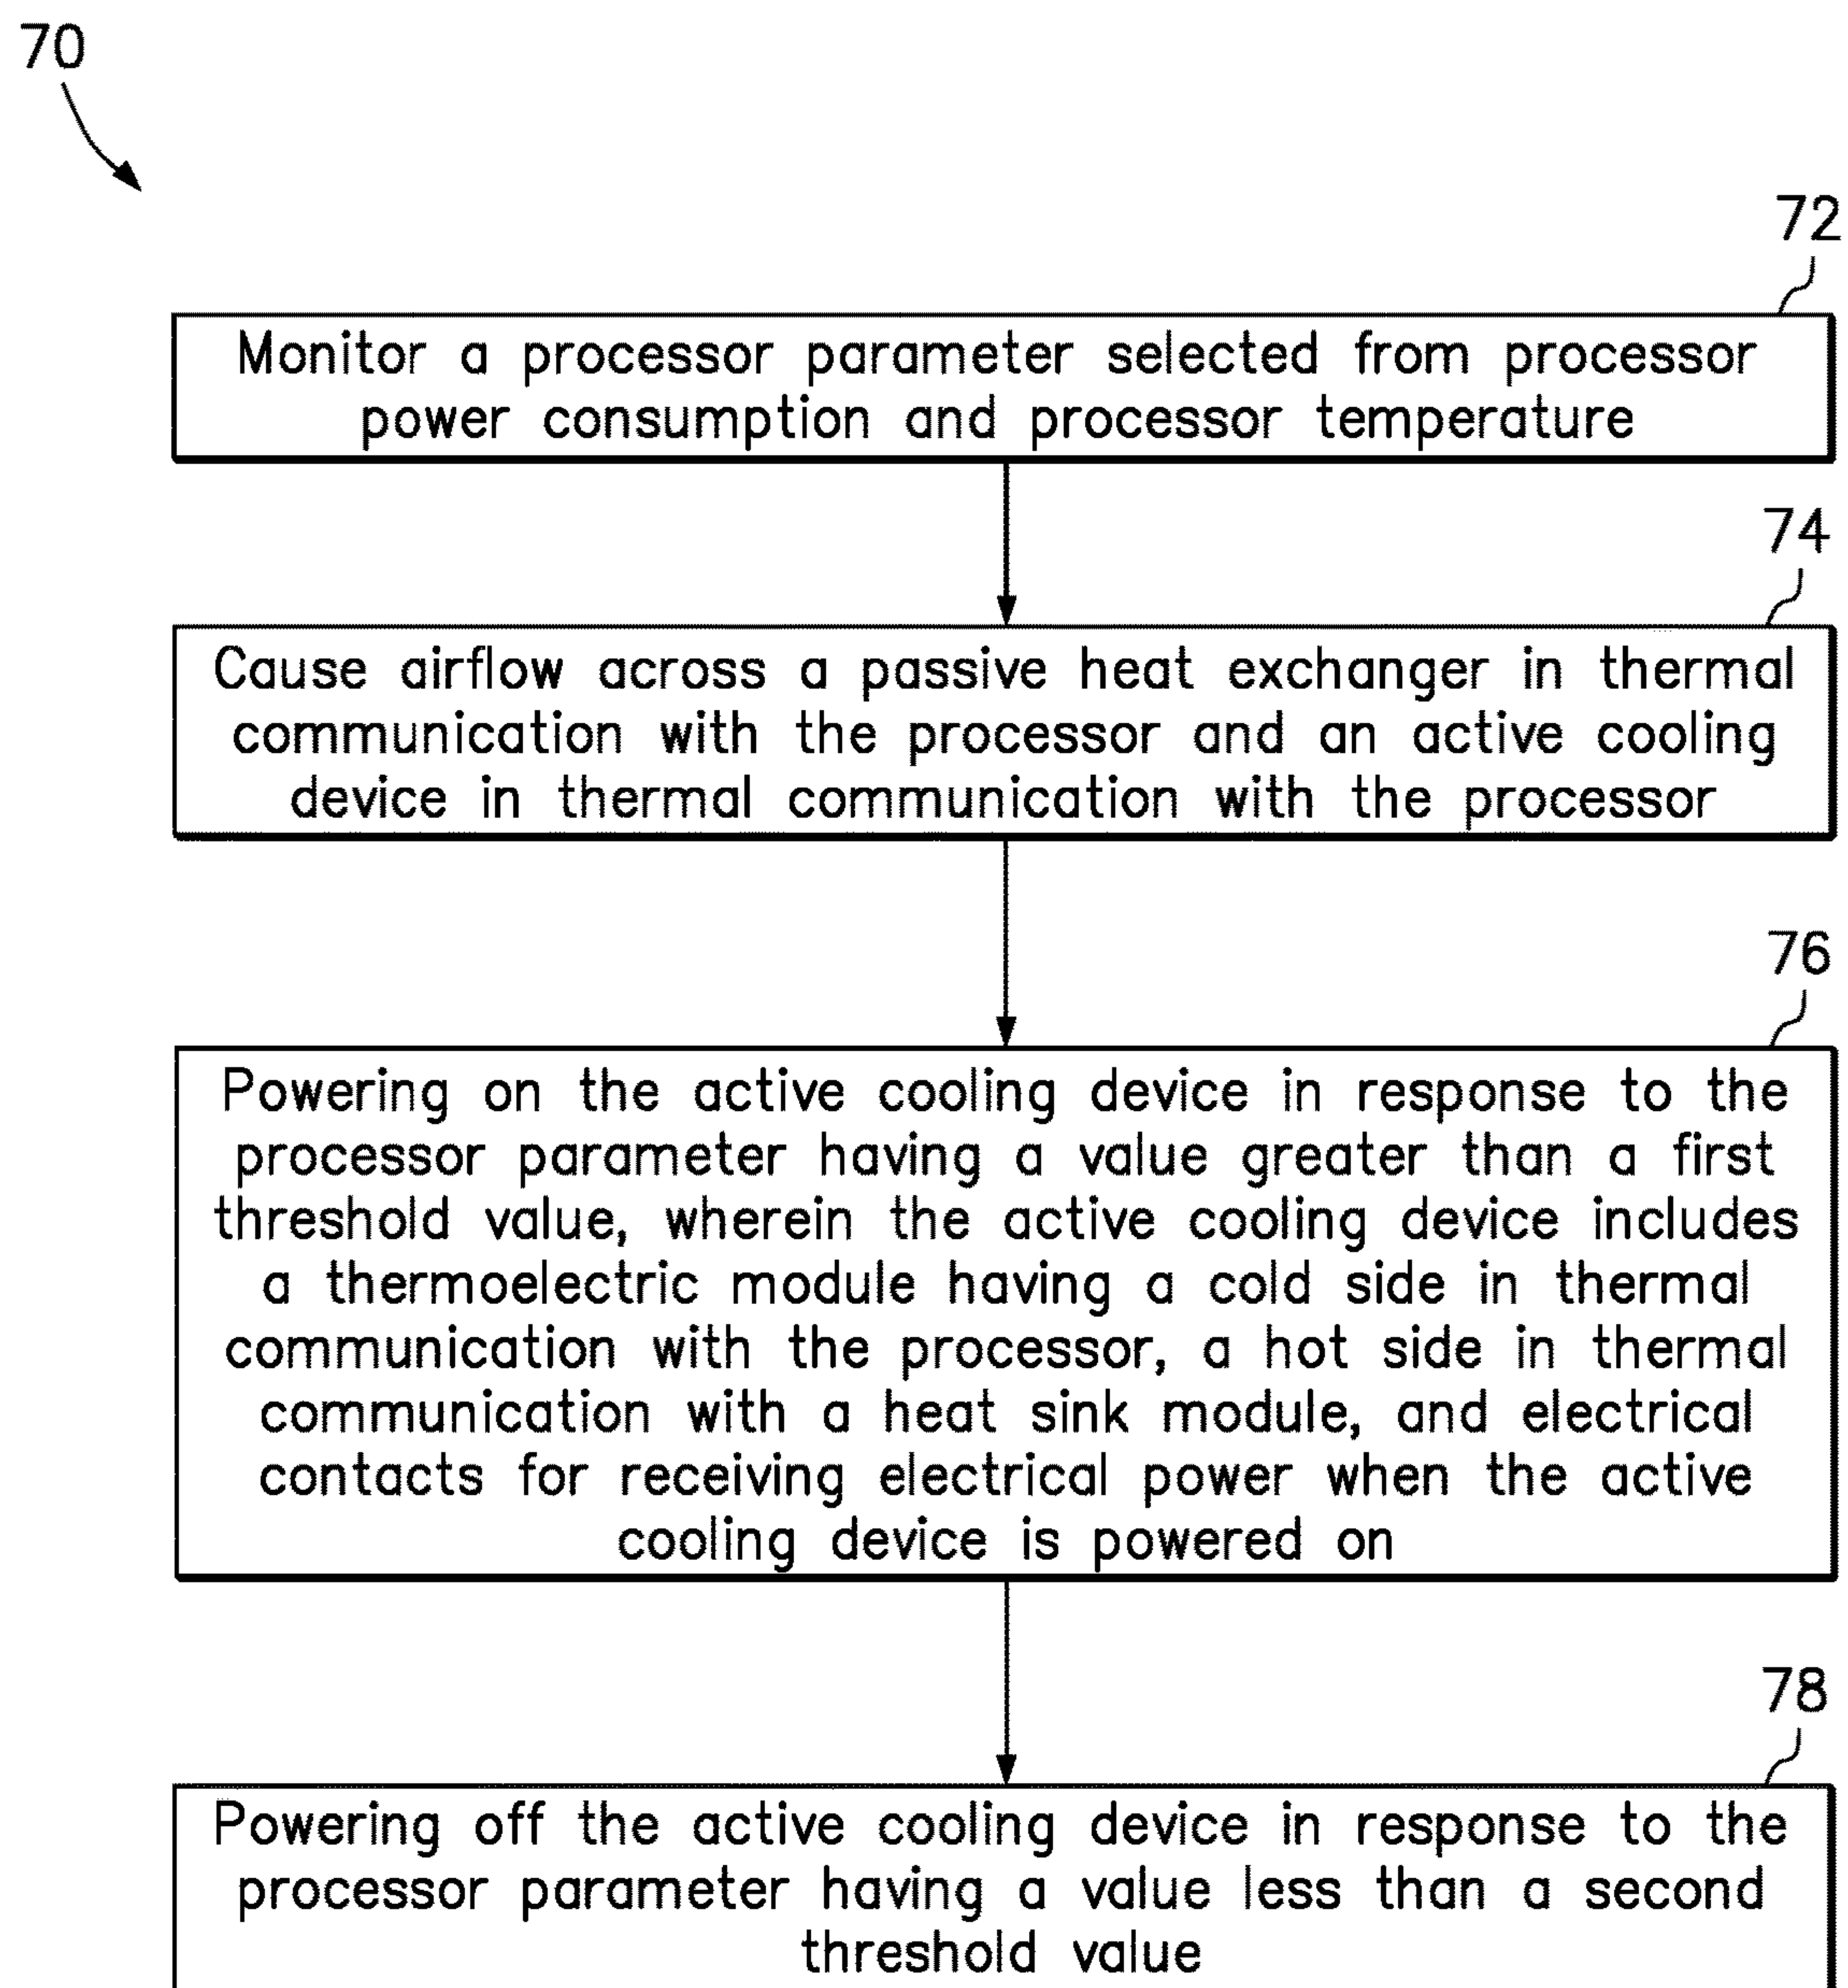 70
72
Monitor a processor parameter selected from processor
power consumption and processor temperature
74
Cause airflow across a passive heat exchanger in thermal
communication with the processor and an active cooling
device in thermal communication with the processor
76
Powering on the active cooling device in response to the
processor parameter having a value greater than a first
threshold value, wherein the active cooling device includes
a thermoelectric module having a cold side in thermal
communication with the processor, a hot side in thermal
communication with a heat sink module, and electrical
contacts for receiving electrical power when the active
cooling device is powered on
78
Powering off the active cooling device in response to the
processor parameter having a value less than a second
threshold value